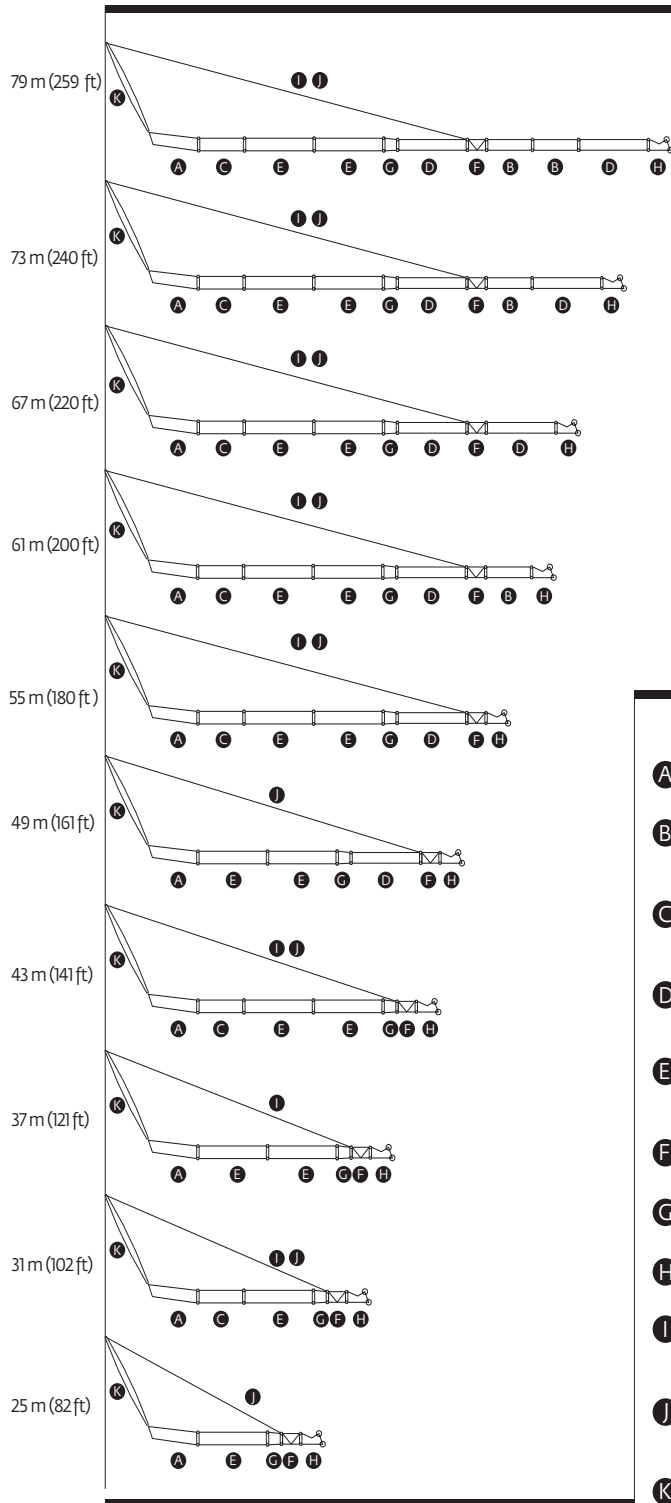 I J
79 m (259 ft)
K
A C E E G D F B B D H
I J
K
73 m (240 ft)
A C E E G D F B D H
I J
K
67 m (220 ft)
A C E E G D F D H
I J
K
61 m (200 ft)
A C E E G D F B H
I J
K
55 m (180 ft)
A C E E G D F H
J
K
49 m (161 ft)
A E E G D F H
I J
K
43 m (141 ft)
A C E E G F H
I
K
37 m (121 ft)
A E E G F H
I J
K
31 m (102 ft)
A C E G F H
K
J
25 m (82 ft)
A E G F H
A
B
C
D
E
F
G
H
I
J
K